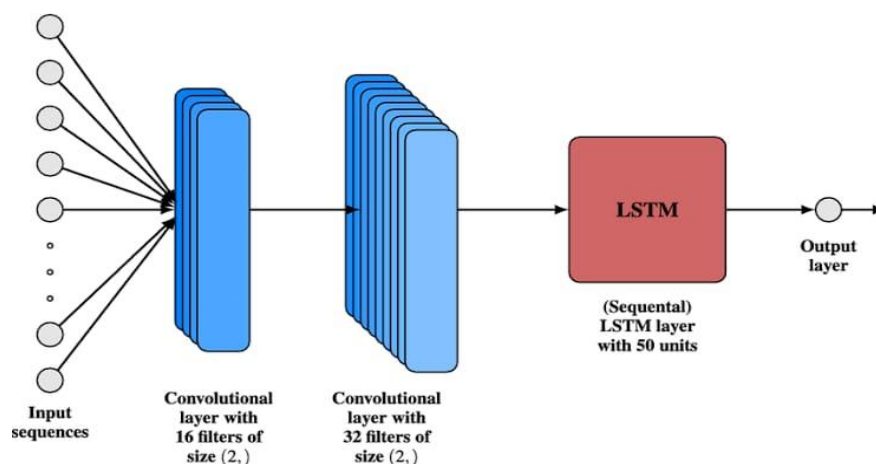 LSTM
Output
layer
(Sequental)
LSTM layer
with 50 units
Convolutional
layer with
16 filters of
size (2,)
Convolutional
layer with
32 filters of
size (2,)
Input
sequences